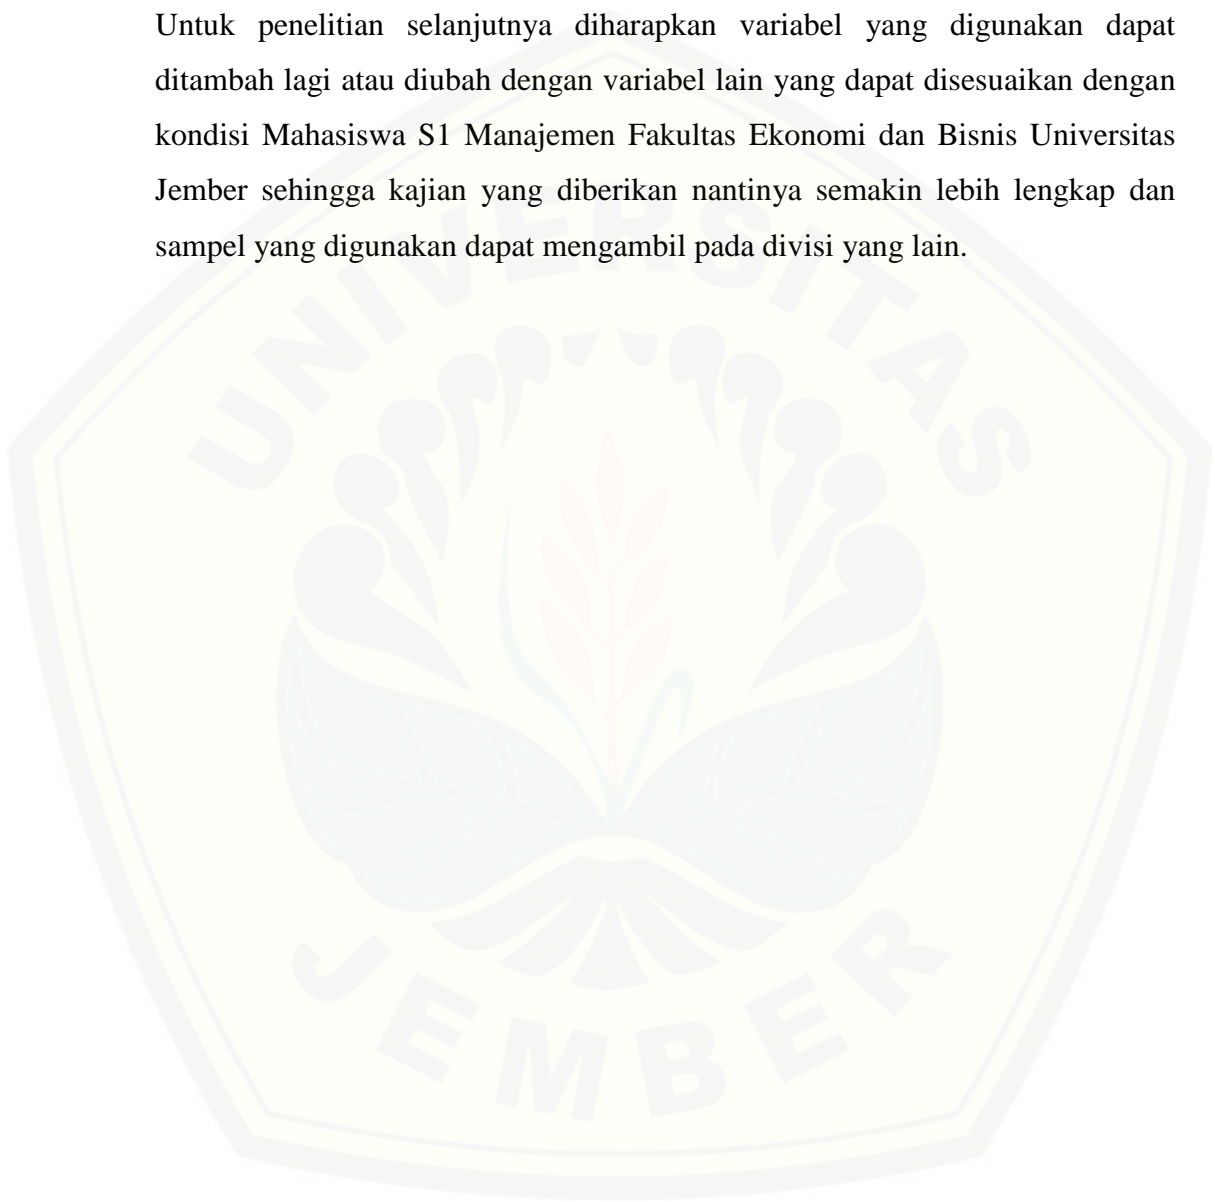 Untuk penelitian selanjutnya diharapkan variabel yang digunakan dapat
ditambah lagi atau diubah dengan variabel lain yang dapat disesuaikan dengan
kondisi Mahasiswa S1 Manajemen Fakultas Ekonomi dan Bisnis Universitas
Jember sehingga kajian yang diberikan nantinya semakin lebih lengkap dan
sampel yang digunakan dapat mengambil pada divisi yang lain.
UNIVERSITAS
JEMBER